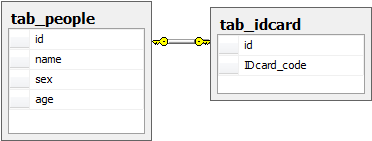 tab_people
id
name
sex
age
tab_idcard
id
IDcard_code